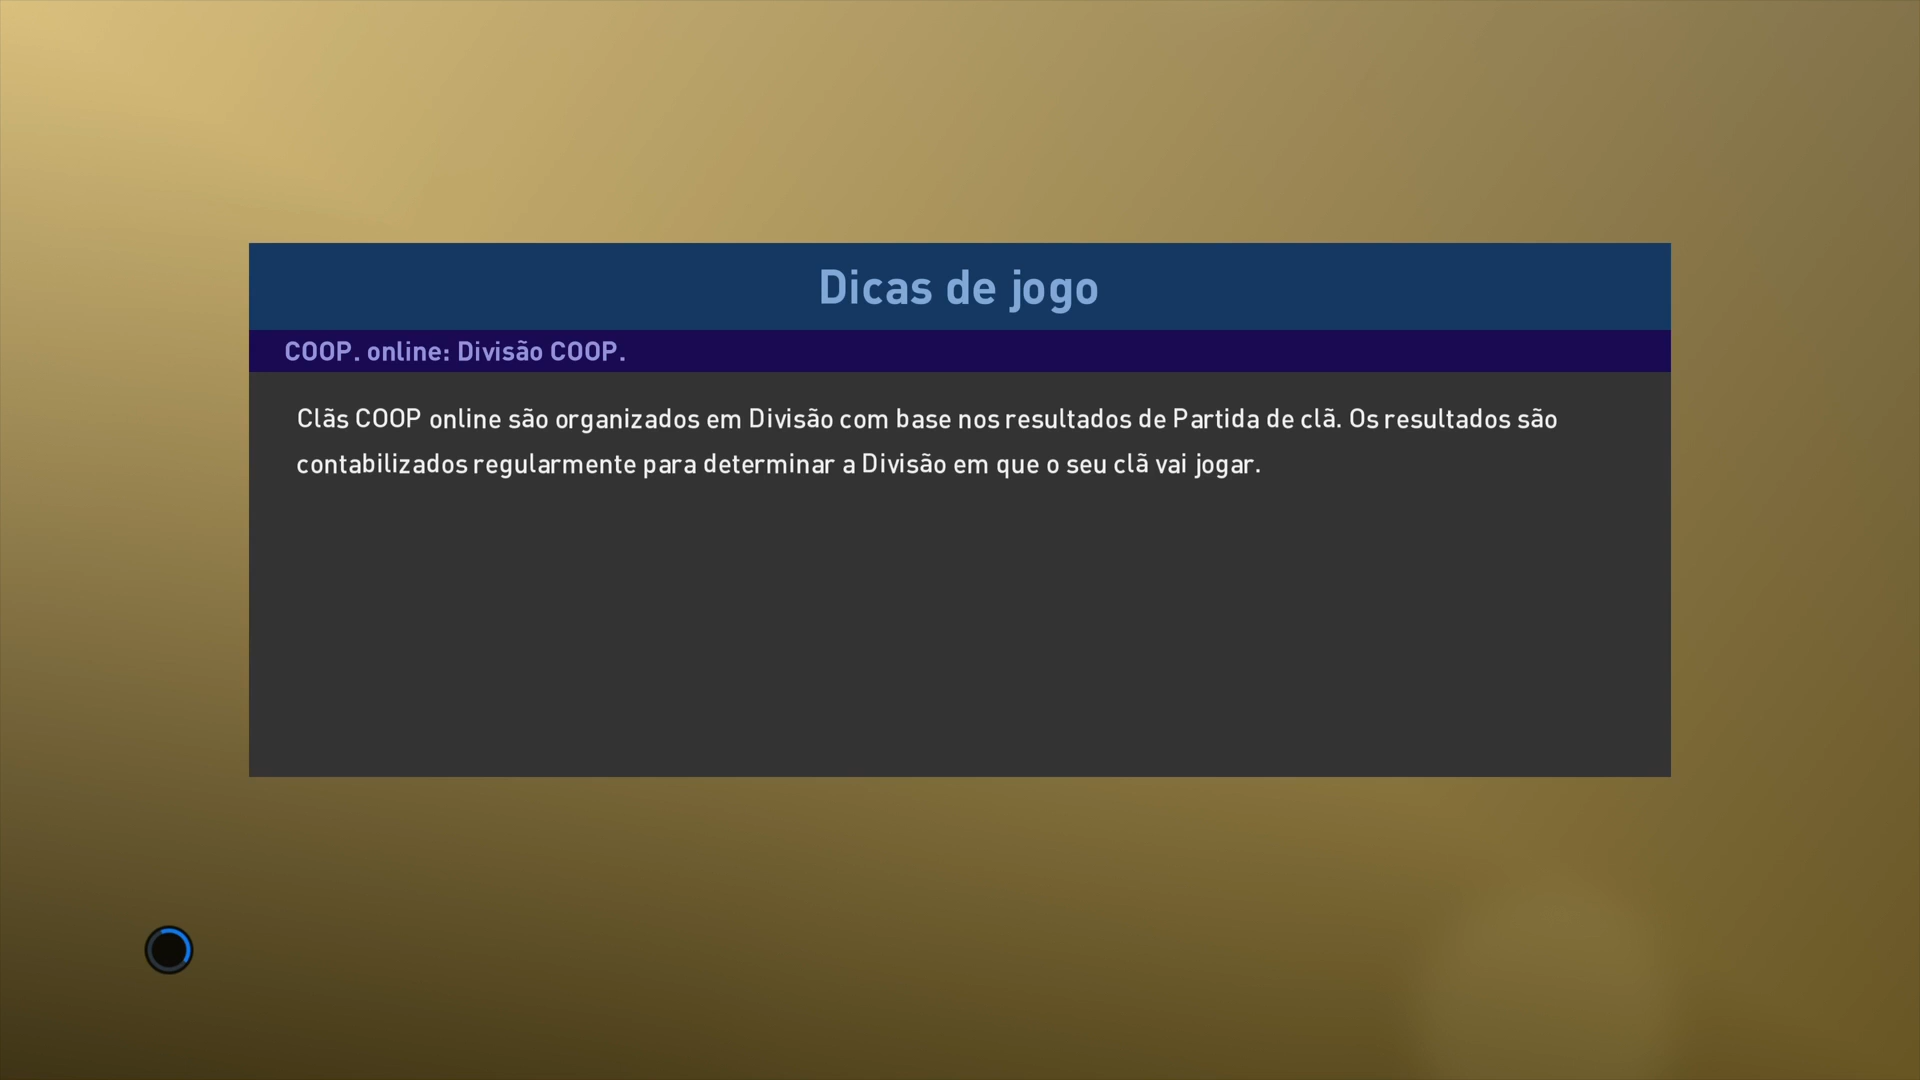 Dicas de jogo
COOP. online: Divisão COOP.
Clãs COOP online são organizados em Divisão com base nos resultados de Partida de clã. Os resultados são
contabilizados regularmente para determinar a Divisão em que o seu clã vai jogar.